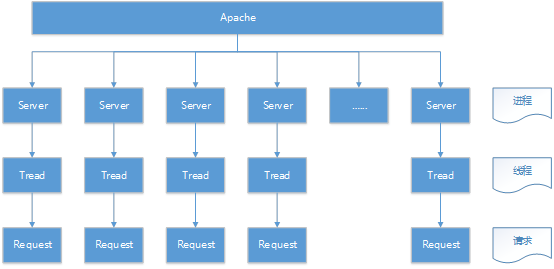 Apache
Server Server Server Server ...... Server 进程
Tread Tread Tread Tread Tread 线程
Request Request Request Request Request 请求